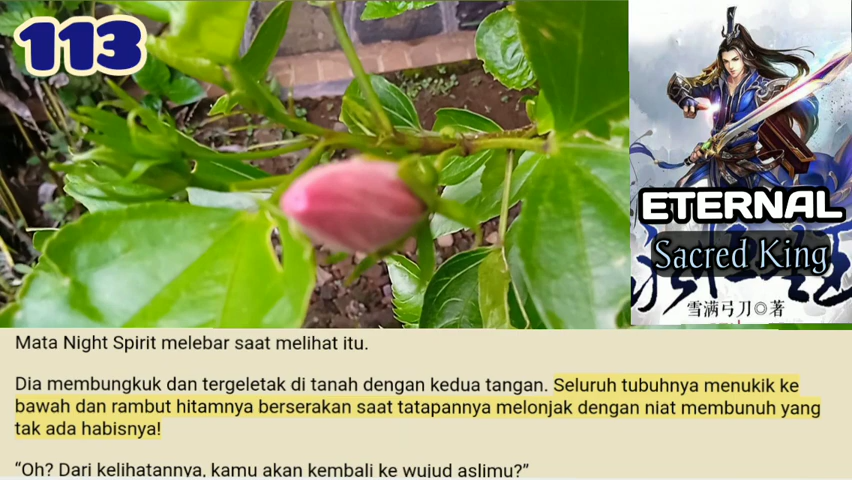 113
ETERNAL
Sacred King
雪满弓刀◎著
Mata Night Spirit melebar saat melihat itu.
Dia membungkuk dan tergeletak di tanah dengan kedua tangan. Seluruh tubuhnya menukik ke
bawah dan rambut hitamnya berserakan saat tatapannya melonjak dengan niat membunuh yang
tak ada habisnya!
“Oh? Dari kelihatannya, kamu akan kembali ke wujud aslimu?”